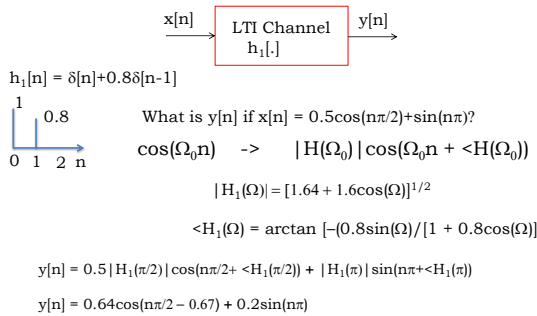 x[n]
LTI Channel
h₁[.]
y[n]
h₁[n] = δ[n]+0.8δ[n-1]
1
0.8
0 1 2 n
What is y[n] if x[n] = 0.5cos(nπ/2)+sin(nπ)?
cos(Ω₀n) -> |H(Ω₀)|cos(Ω₀n + <H(Ω₀))
|H₁(Ω)| = [1.64 + 1.6cos(Ω)]¹/²
<H₁(Ω) = arctan [–(0.8sin(Ω)/[1 + 0.8cos(Ω)]
y[n] = 0.5|H₁(π/2)|cos(nπ/2+ <H₁(π/2)) + |H₁(π)|sin(nπ+<H₁(π))
y[n] = 0.64cos(nπ/2 – 0.67) + 0.2sin(nπ)